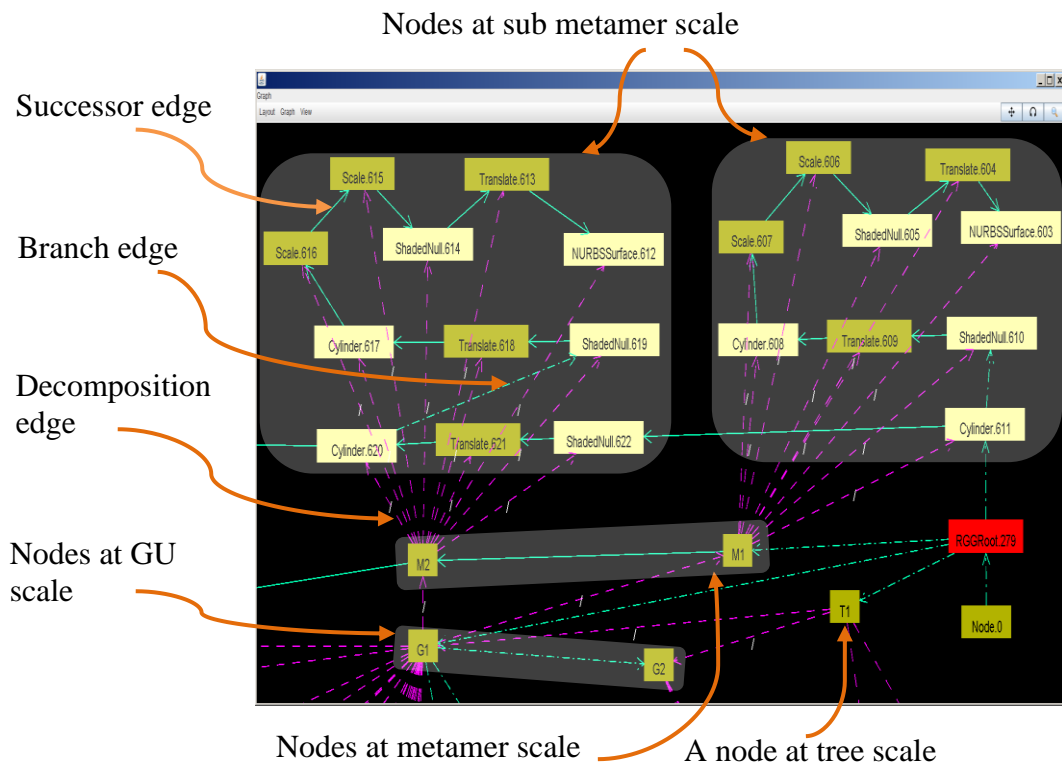 Nodes at sub metamer scale
Successor edge
Branch edge
Decomposition
edge
Nodes at GU
scale
Graph
Layout Graph View
Scale.615 Translate.613
Scale.616 ShadedNull.614 NURBSSurface.612
Cylinder.617 Translate.618 ShadedNull.619
Cylinder.620 Translate.621 ShadedNull.622
Scale.606 Translate.604
Scale.607 ShadedNull.605 NURBSSurface.603
Cylinder.608 Translate.609 ShadedNull.610
Cylinder.611
M2 M1 RGGRoot.279
T1 Node.0
G1 G2
Nodes at metamer scale
A node at tree scale